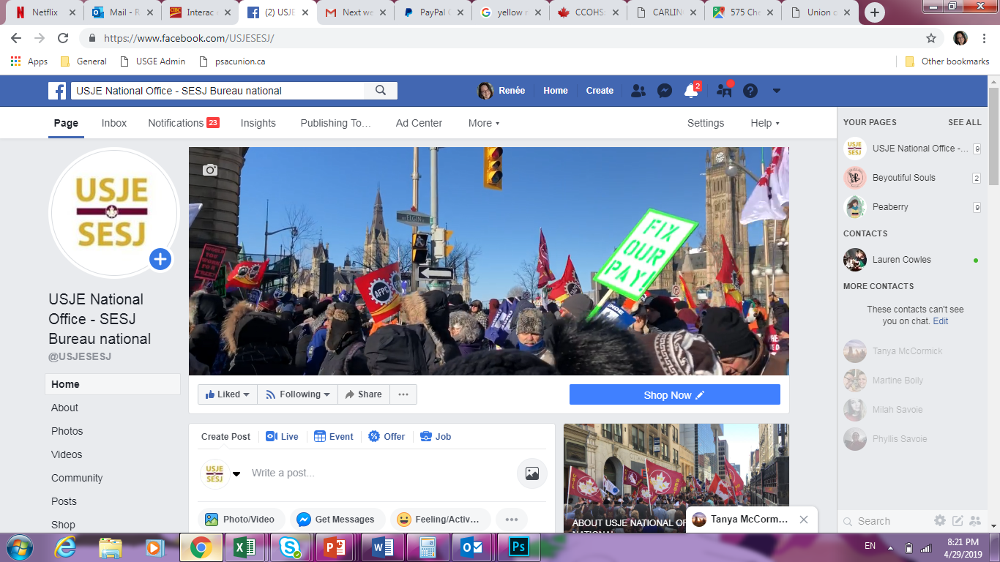 Netflix
Mail - R
CIBC
Interac
(2) USJE
Next we
PayPal
yellow r
CCOHS
CARLIN
575 Che
Union o
https://www.facebook.com/USJESESJ/
Apps
General
USGE Admin
psacunion.ca
Other bookmarks
USJE National Office - SESJ Bureau national
Renée
Home
Create
2
Page
Inbox
Notifications 23
Insights
Publishing To...
Ad Center
More
Settings
Help
USJE
SESJ
USJE National
Office - SESJ
Bureau national
@USJESESJ
Home
About
Photos
Videos
Community
Posts
Shop
ELGIN
AFPC
FIX
OUR
PAY!
Liked
Following
Share
Shop Now
Create Post
Live
Event
Offer
Job
USJE
SESJ
Write a post...
Photo/Video
Get Messages
Feeling/Activ...
ABOUT USJE NATIONAL OF
YOUR PAGES
SEE ALL
USJE National Office -... 9
Beyoutiful Souls 2
Peaberry 9
CONTACTS
Lauren Cowles
MORE CONTACTS
These contacts can't see
you on chat. Edit
Tanya McCormick
Martine Boily
Milah Savoie
Phyllis Savoie
Tanya McCorm...
Search
EN
8:21 PM
4/29/2019